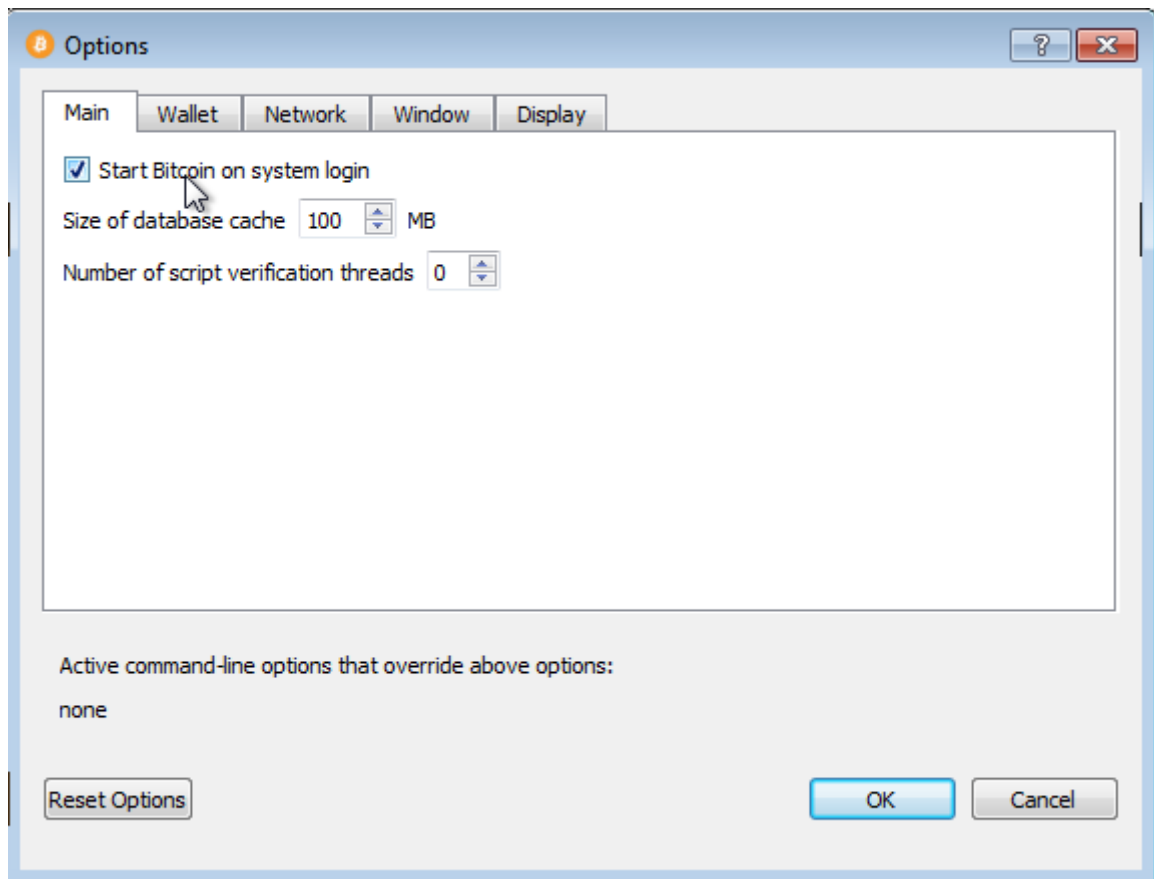 Options
Main Wallet Network Window Display
Start Bitcoin on system login
Size of database cache 100 MB
Number of script verification threads 0
Active command-line options that override above options:
none
Reset Options OK Cancel